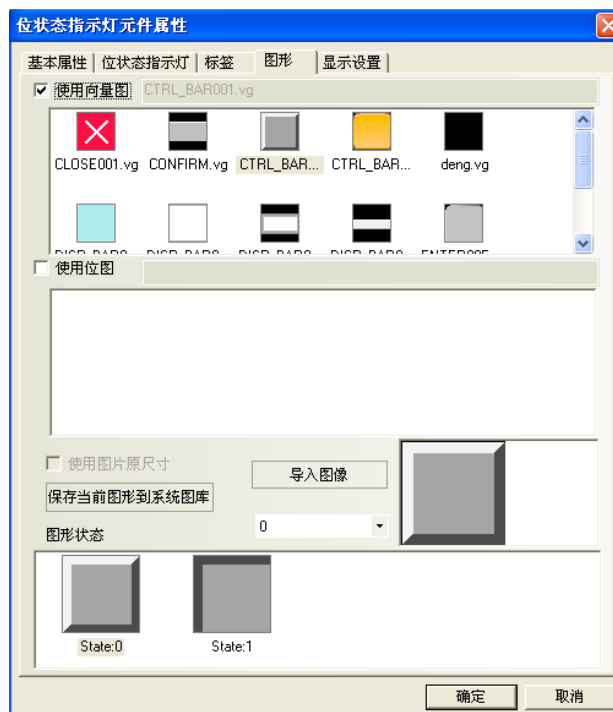 位状态指示灯元件属性
基本属性 位状态指示灯 标签 图形 显示设置
使用向量图 CTRL_BAR001.vg
CLOSE001.vg CONFIRM.vg CTRL_BAR... CTRL_BAR... deng.vg
使用位图
使用图片原尺寸
导入图像
保存当前图形到系统图库
0
图形状态
State:0 State:1
确定 取消